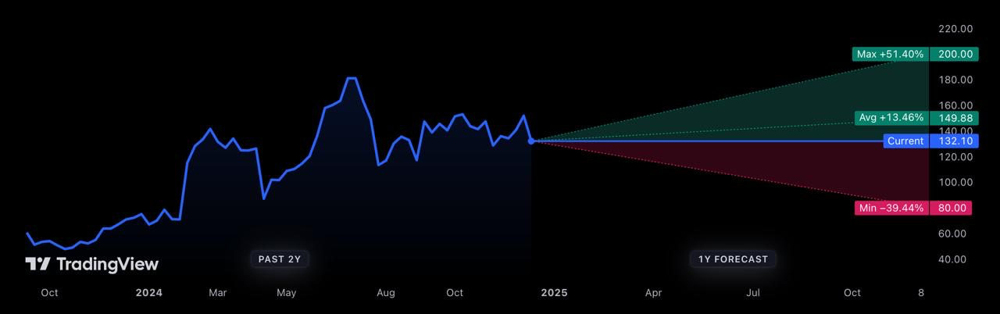 220.00
Max +51.40% 200.00
180.00
160.00
Avg +13.46% 149.88
140.00
Current 132.10
120.00
100.00
Min −39.44% 80.00
60.00
40.00
TradingView
PAST 2Y
1Y FORECAST
Oct 2024 Mar May Aug Oct 2025 Apr Jul Oct 8